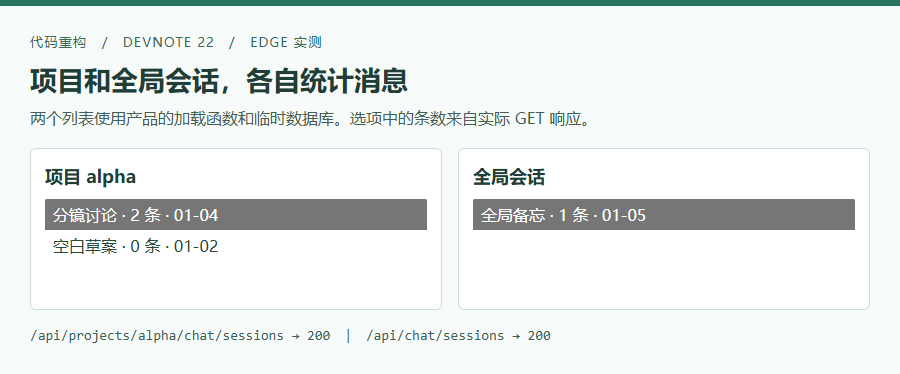 代码重构 / DEVNOTE 22 / EDGE 实测
项目和全局会话，各自统计消息
两个列表使用产品的加载函数和临时数据库。选项中的条数来自实际 GET 响应。
项目 alpha
分镜讨论 · 2 条 · 01-04
空白草案 · 0 条 · 01-02
全局会话
全局备忘 · 1 条 · 01-05
/api/projects/alpha/chat/sessions → 200 | /api/chat/sessions → 200